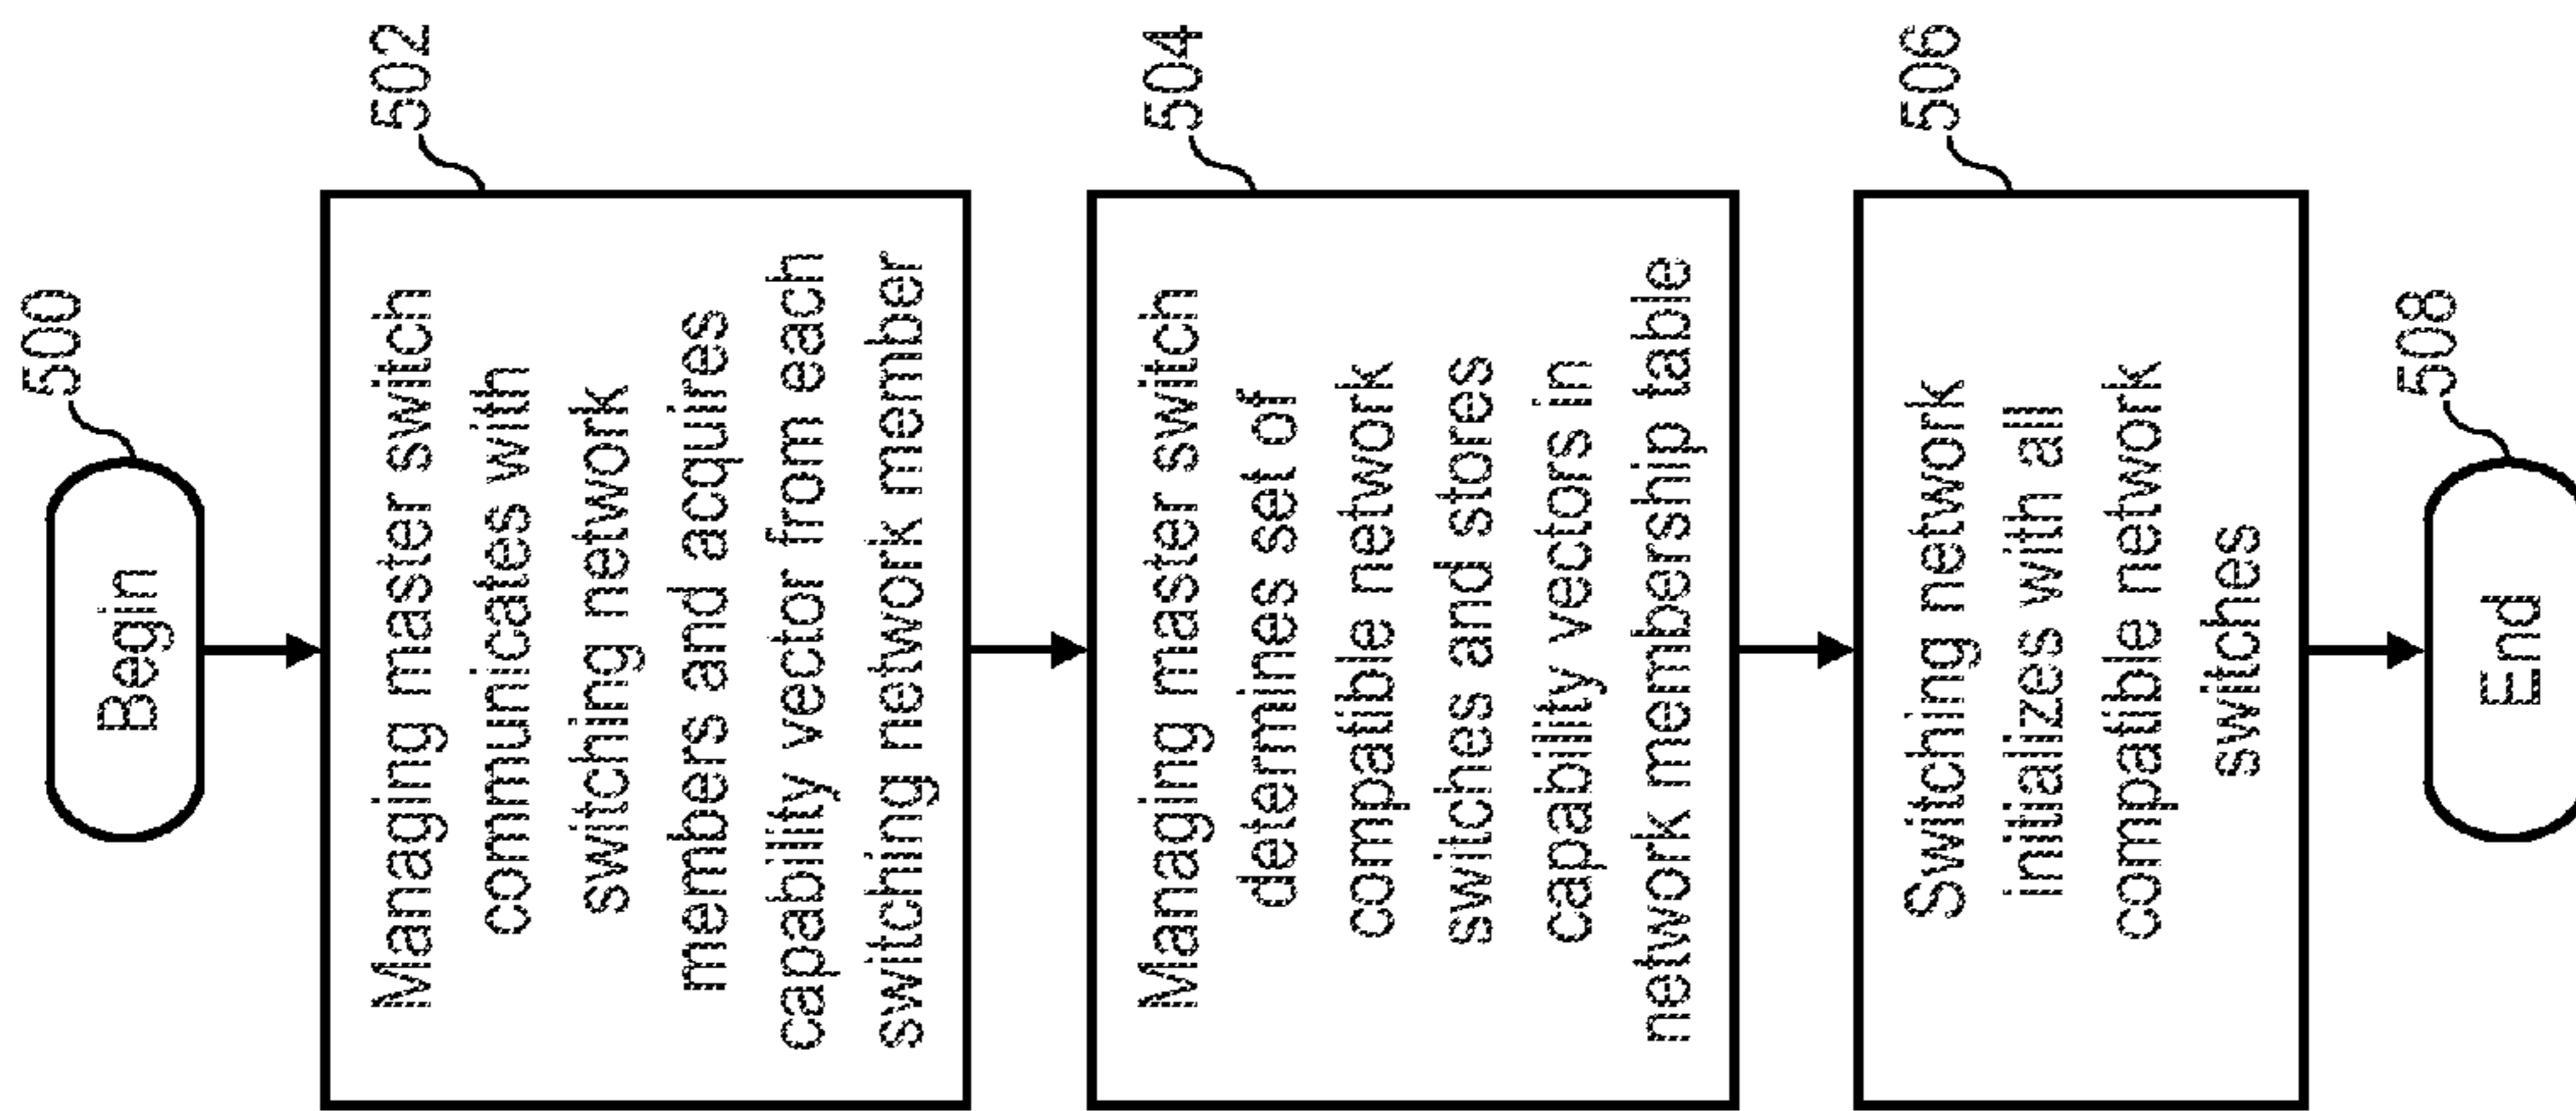 500
Begin
502
Managing master switch
communicates with
switching network
members and acquires
capability vector from each
switching network member
504
Managing master switch
determines set of
compatible network
switches and stores
capability vectors in
network membership table
506
Switching network
initializes with all
compatible network
switches
508
End